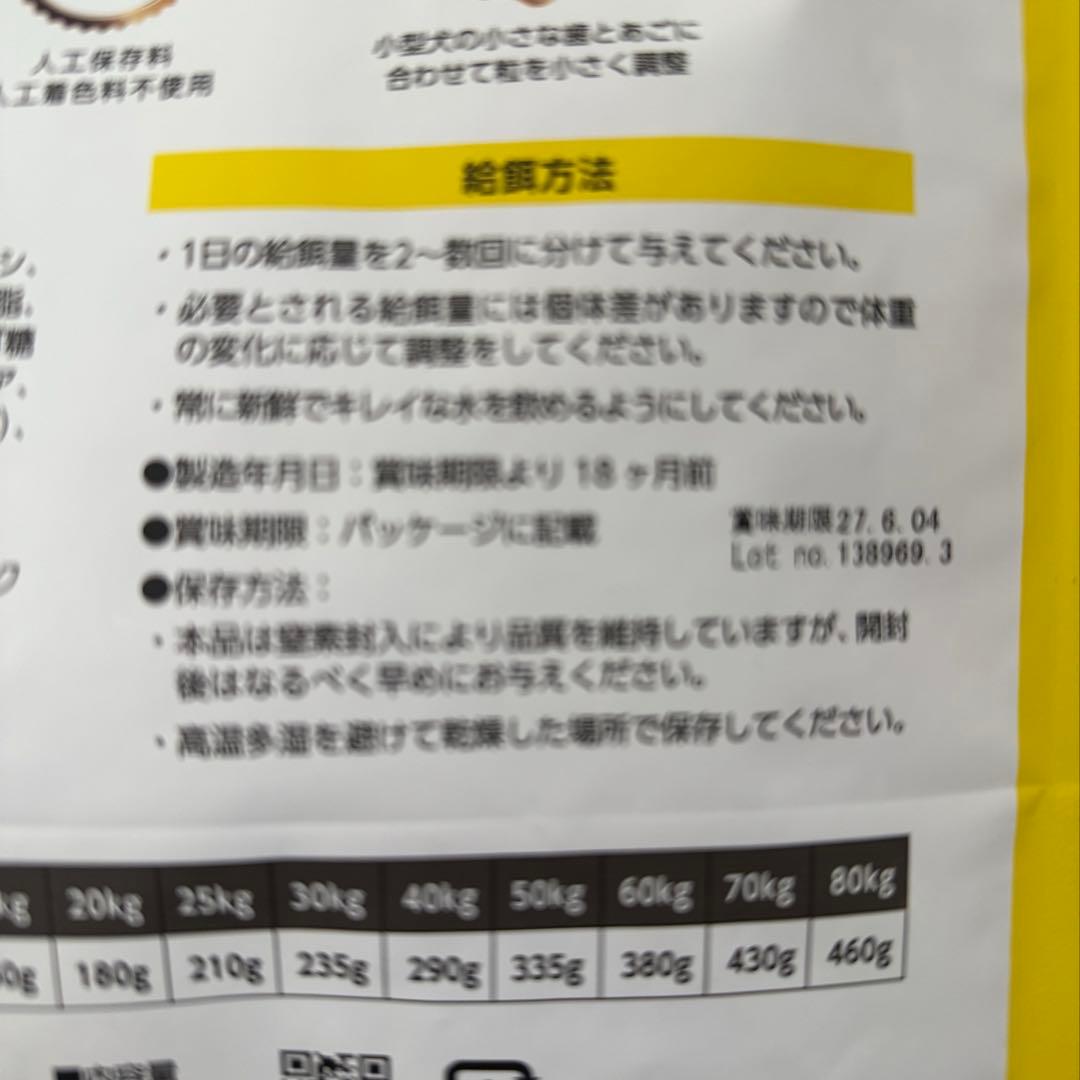 人工保存料
人工着色料不使用
小型犬の小さな歯とあごに
合わせて粒を小さく調整
給餌方法
・1日の給餌量を2〜数回に分けて与えてください。
・必要とされる給餌量には個体差がありますので体重
の変化に応じて調整をしてください。
・常に新鮮でキレイな水を飲めるようにしてください。
●製造年月日：賞味期限より18ヶ月前
●賞味期限：パッケージに記載
賞味期限27.6.04
Lot no.138969.3
●保存方法：
・本品は窒素封入により品質を維持していますが、開封
後はなるべく早めにお与えください。
・高温多湿を避けて乾燥した場所で保存してください。
シ、
脂、
糖
ア、
)、
ク
kg 20kg 25kg 30kg 40kg 50kg 60kg 70kg 80kg
0g 180g 210g 235g 290g 335g 380g 430g 460g
■内容量